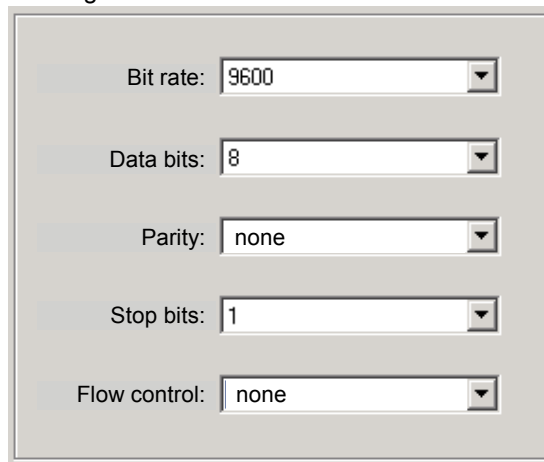 Bit rate: 9600
Data bits: 8
Parity: none
Stop bits: 1
Flow control: none